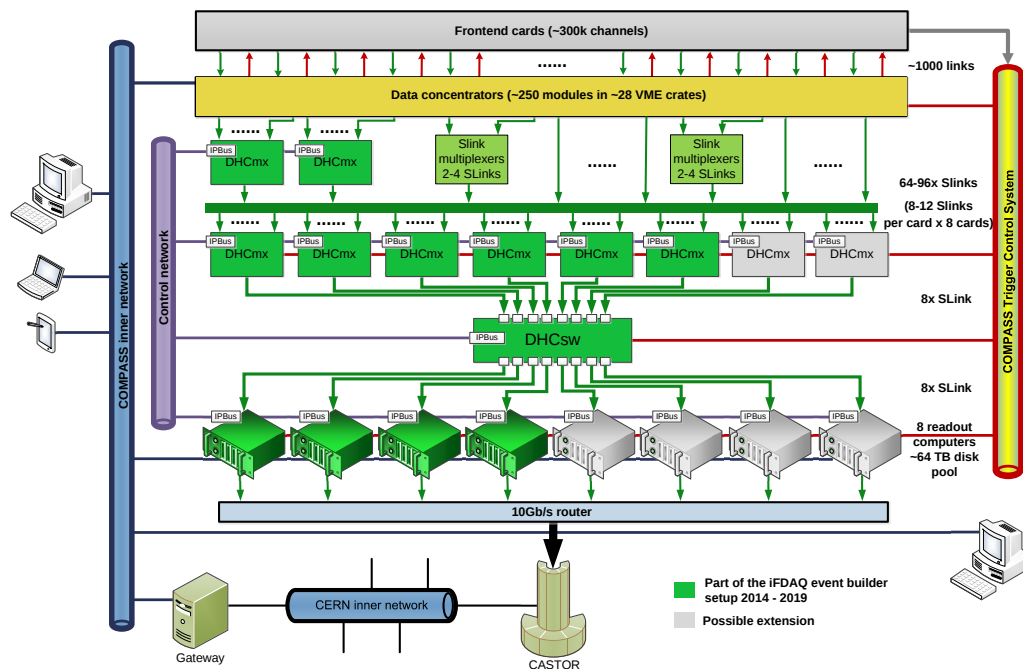 Frontend cards (~300k channels)
......
......
~1000 links
Data concentrators (~250 modules in ~28 VME crates)
......
......
IPBus
DHCmx
IPBus
DHCmx
Slink
multiplexers
2-4 SLinks
......
Slink
multiplexers
2-4 SLinks
......
64-96x Slinks
(8-12 Slinks
per card x 8 cards)
......
......
......
......
......
......
......
......
IPBus
DHCmx
IPBus
DHCmx
IPBus
DHCmx
IPBus
DHCmx
IPBus
DHCmx
IPBus
DHCmx
IPBus
DHCmx
IPBus
DHCmx
8x SLink
IPBus
DHCsw
8x SLink
IPBus
IPBus
IPBus
IPBus
IPBus
IPBus
IPBus
IPBus
8 readout
computers
~64 TB disk
pool
10Gb/s router
COMPASS inner network
Control network
COMPASS Trigger Control System
Part of the iFDAQ event builder
setup 2014 - 2019
Possible extension
CERN inner network
Gateway
CASTOR